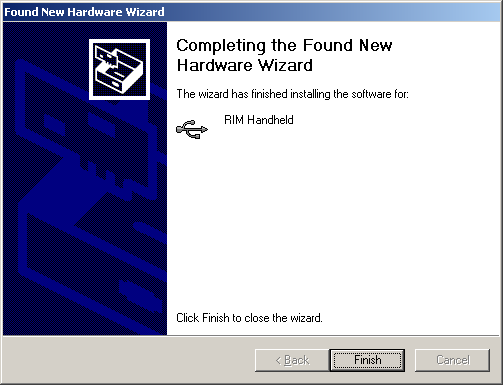 Found New Hardware Wizard
Completing the Found New
Hardware Wizard
The wizard has finished installing the software for:
RIM Handheld
Click Finish to close the wizard.
< Back Finish Cancel